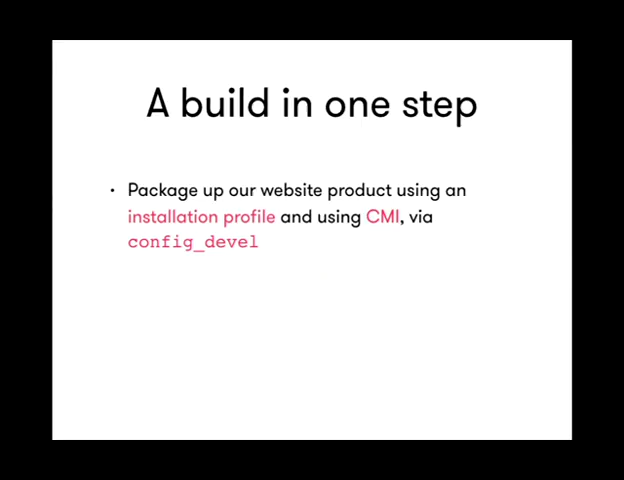 A build in one step
• Package up our website product using an
installation profile and using CMI, via
config_devel